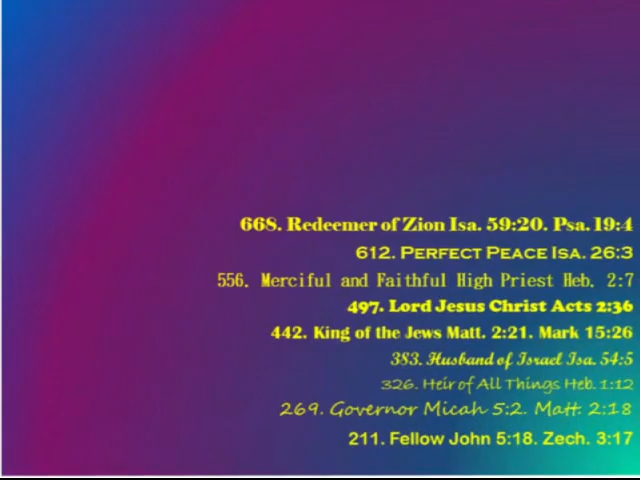 668. Redeemer of Zion Isa. 59:20. Psa.19:4
612. PERFECT PEACE ISA. 26:3
556. Merciful and Faithful High Priest Heb. 2:7
497. Lord Jesus Christ Acts 2:36
442. King of the Jews Matt. 2:21. Mark 15:26
383. Husband of Israel Isa. 54:5
326. Heir of All Things Heb. 1:12
269. Governor Micah 5:2. Matt. 2:18
211. Fellow John 5:18. Zech. 3:17